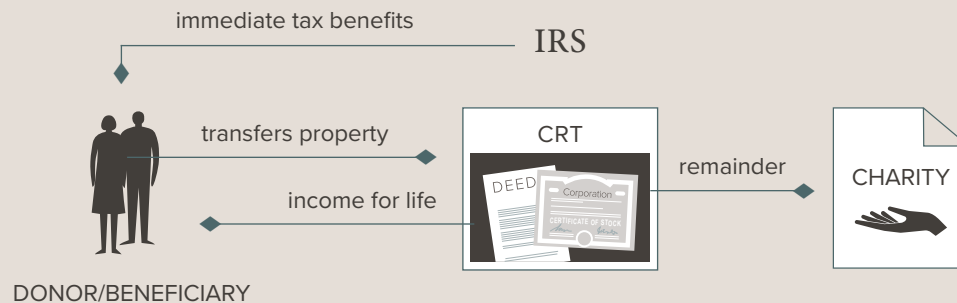 immediate tax benefits
IRS
transfers property
CRT
DEED
Corporation
CERTIFICATE OF STOCK
income for life
remainder
CHARITY
DONOR/BENEFICIARY